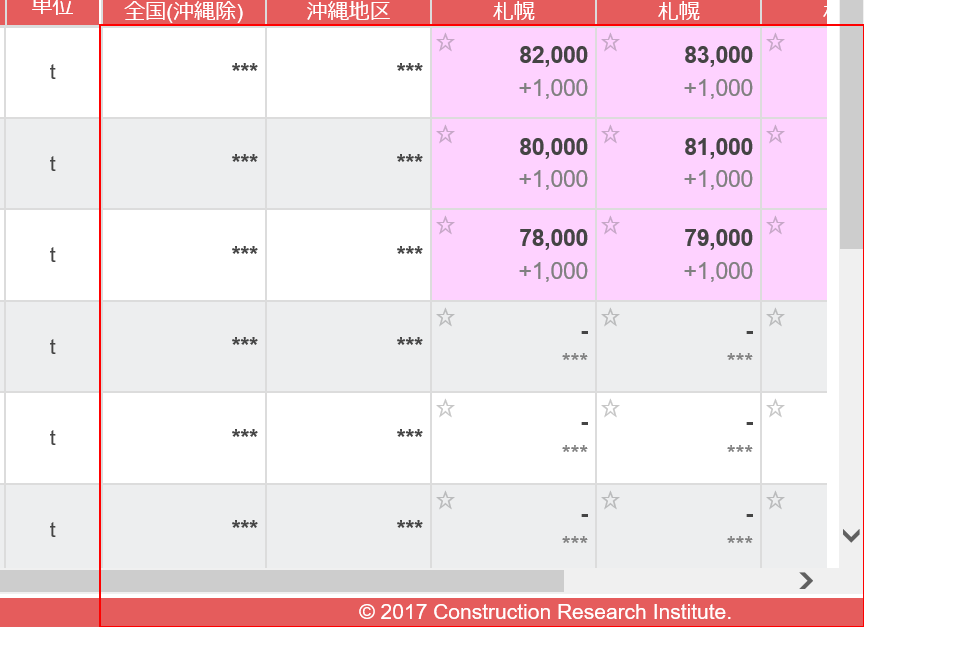 単位 全国(沖縄除) 沖縄地区 札幌 札幌
t *** *** ☆ 82,000 ☆ 83,000 ☆
+1,000 +1,000
t *** *** ☆ 80,000 ☆ 81,000 ☆
+1,000 +1,000
t *** *** ☆ 78,000 ☆ 79,000 ☆
+1,000 +1,000
t *** *** ☆ - ☆ - ☆
*** ***
t *** *** ☆ - ☆ - ☆
*** ***
t *** *** ☆ - ☆ - ☆
*** ***
© 2017 Construction Research Institute.